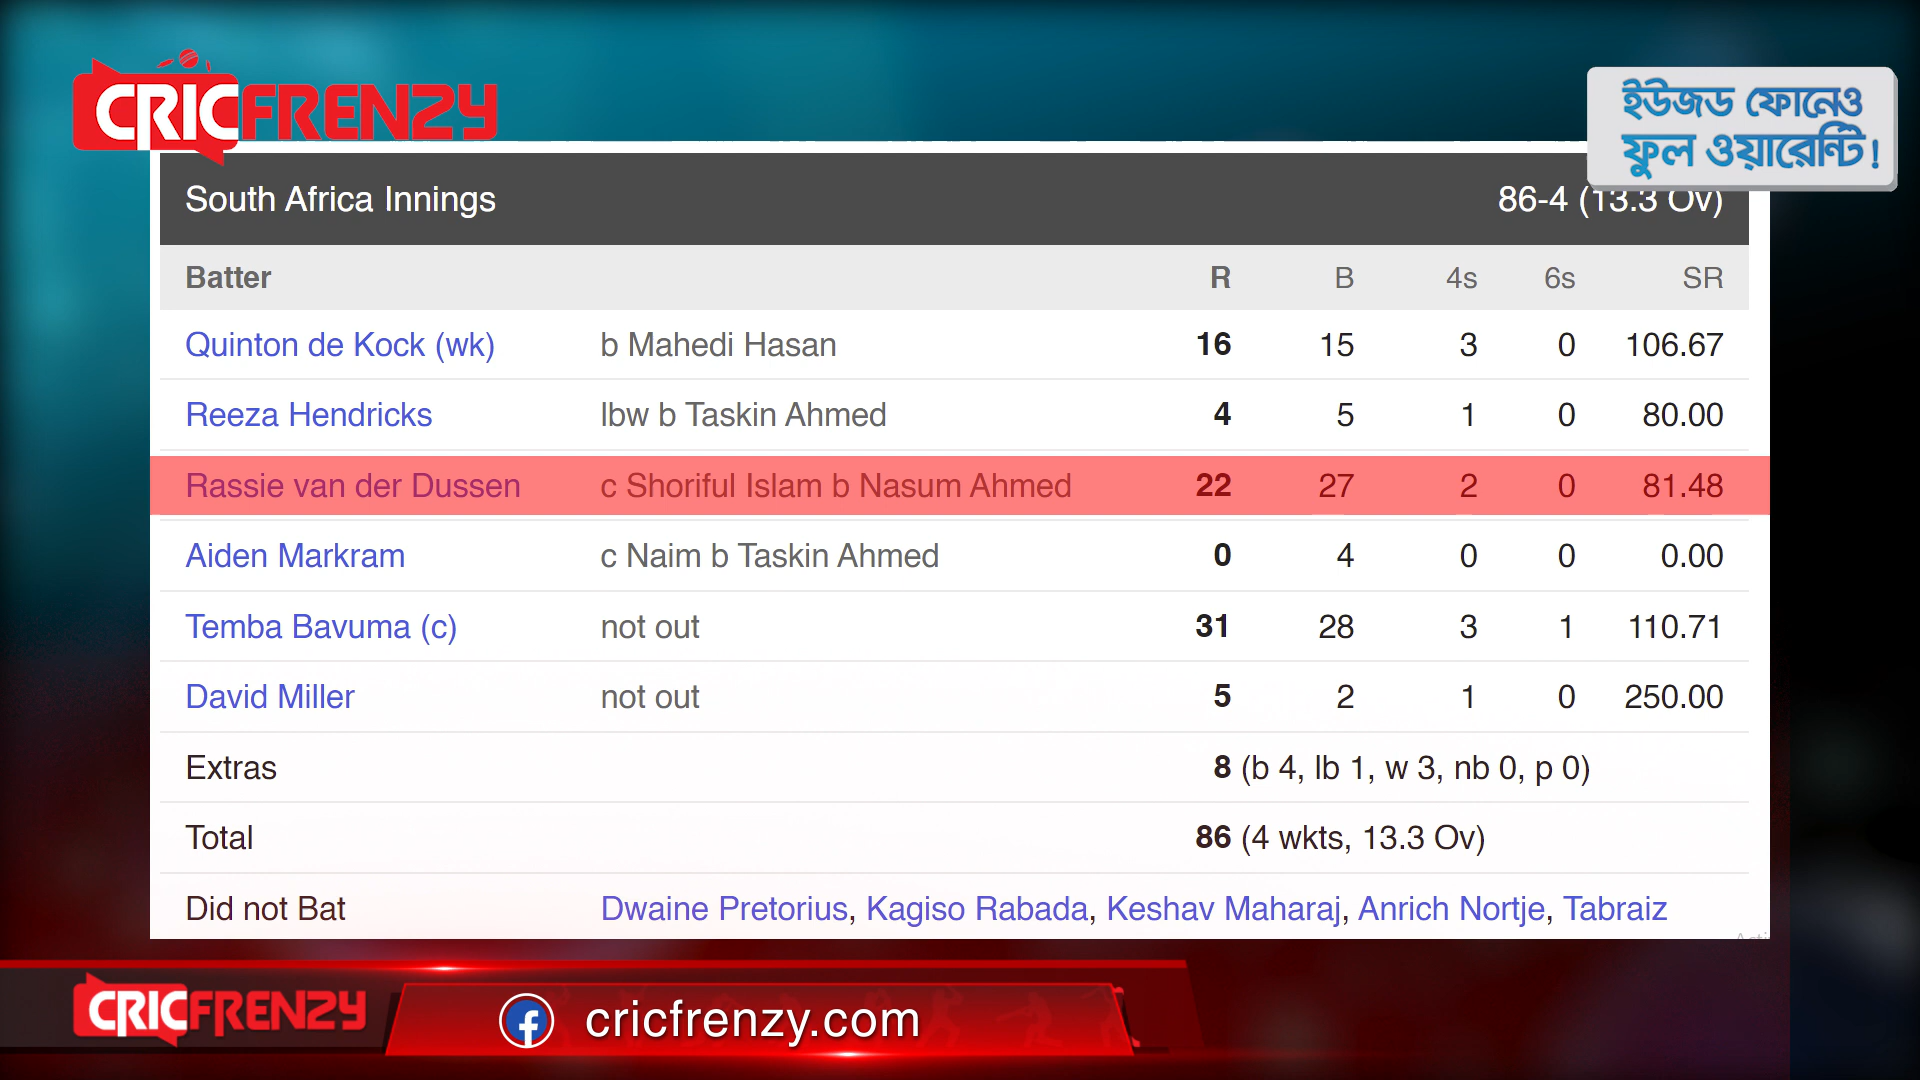 CRICFRENZY
ইউজড ফোনেও
ফুল ওয়ারেন্টি!
South Africa Innings 86-4 (13.3 Ov)
Batter R B 4s 6s SR
Quinton de Kock (wk) b Mahedi Hasan 16 15 3 0 106.67
Reeza Hendricks lbw b Taskin Ahmed 4 5 1 0 80.00
Rassie van der Dussen c Shoriful Islam b Nasum Ahmed 22 27 2 0 81.48
Aiden Markram c Naim b Taskin Ahmed 0 4 0 0 0.00
Temba Bavuma (c) not out 31 28 3 1 110.71
David Miller not out 5 2 1 0 250.00
Extras 8 (b 4, lb 1, w 3, nb 0, p 0)
Total 86 (4 wkts, 13.3 Ov)
Did not Bat Dwaine Pretorius, Kagiso Rabada, Keshav Maharaj, Anrich Nortje, Tabraiz
CRICFRENZY
cricfrenzy.com